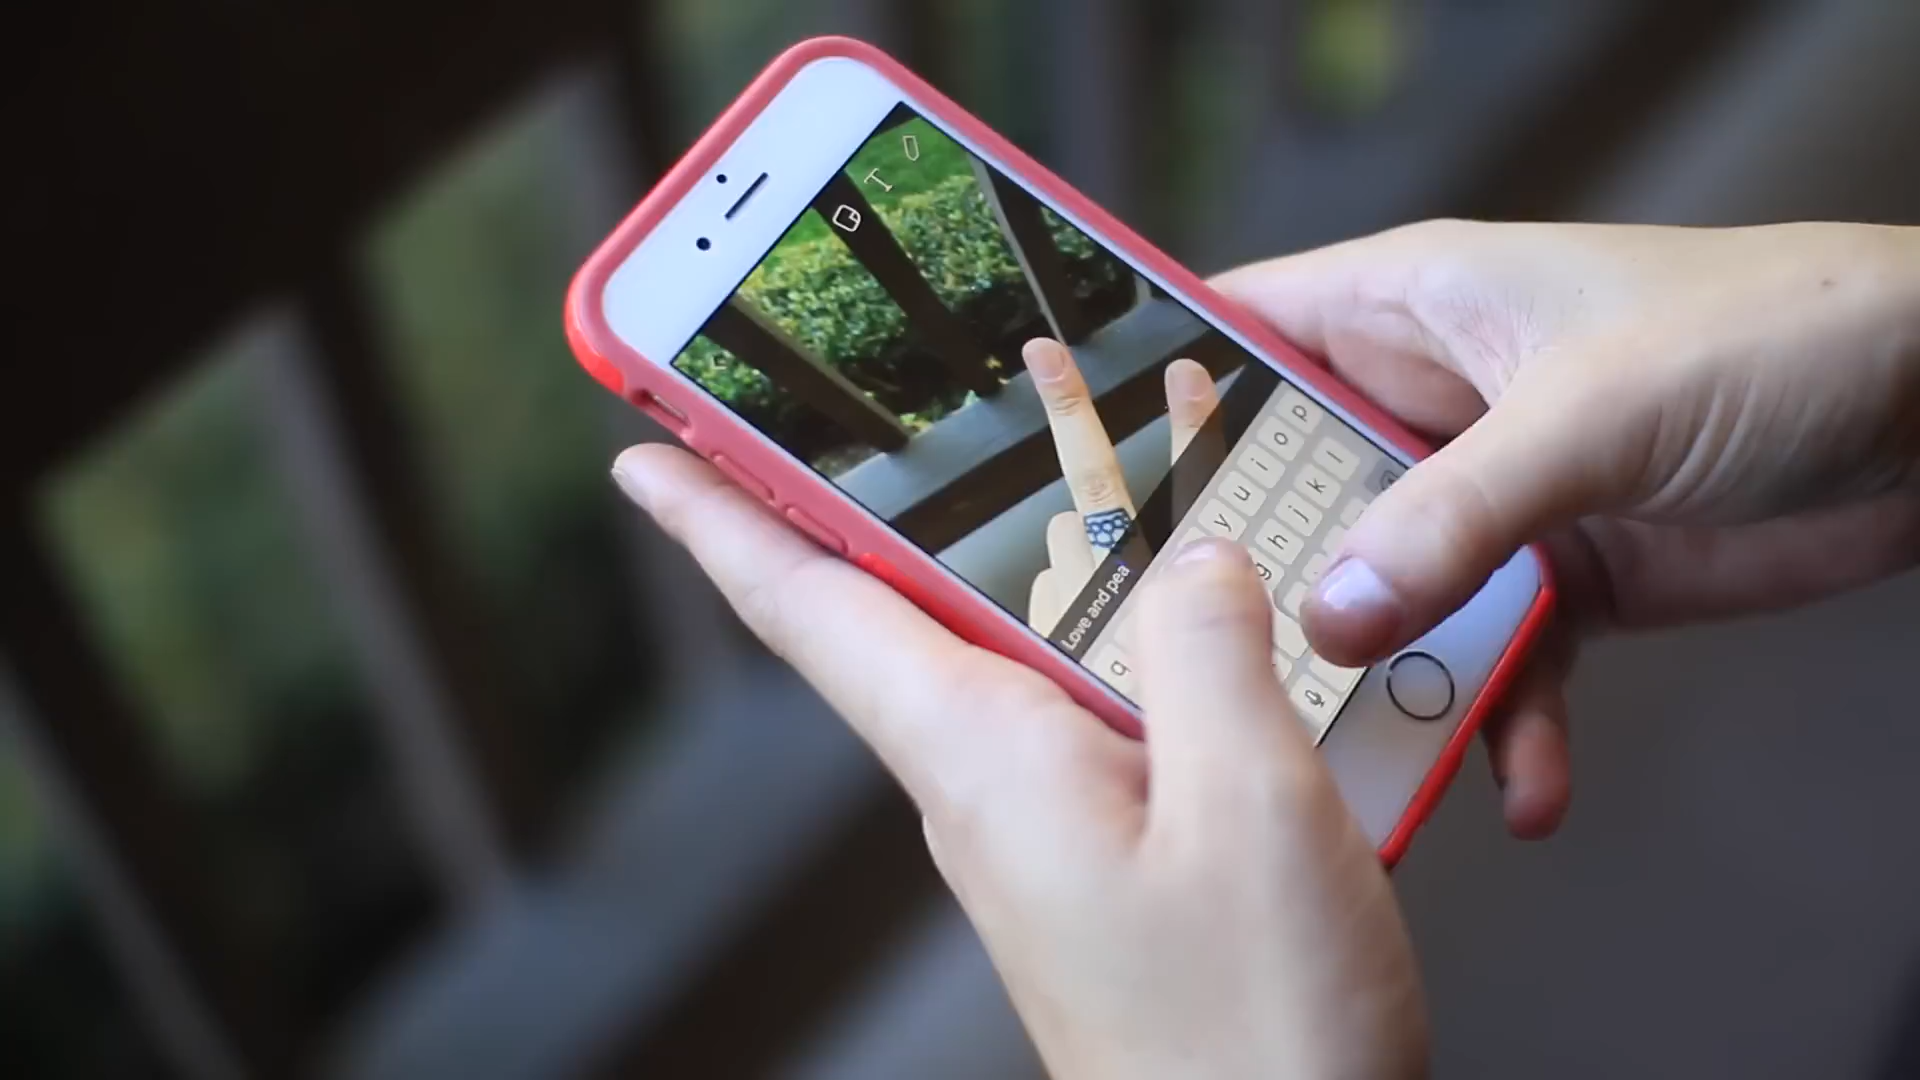 Love and pea
T
y u i o p
g h j k l
q